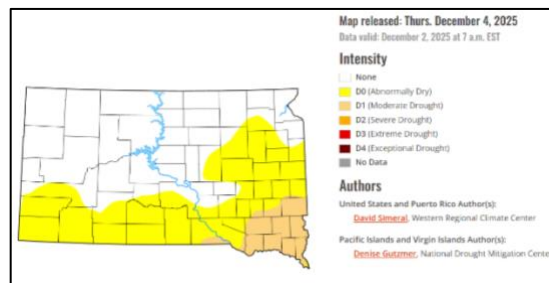 Map released: Thurs. December 4, 2025
Data valid: December 2, 2025 at 7 a.m. EST
Intensity
None
D0 (Abnormally Dry)
D1 (Moderate Drought)
D2 (Severe Drought)
D3 (Extreme Drought)
D4 (Exceptional Drought)
No Data
Authors
United States and Puerto Rico Author(s):
David Simeral, Western Regional Climate Center
Pacific Islands and Virgin Islands Author(s):
Denise Gutzmer, National Drought Mitigation Cente